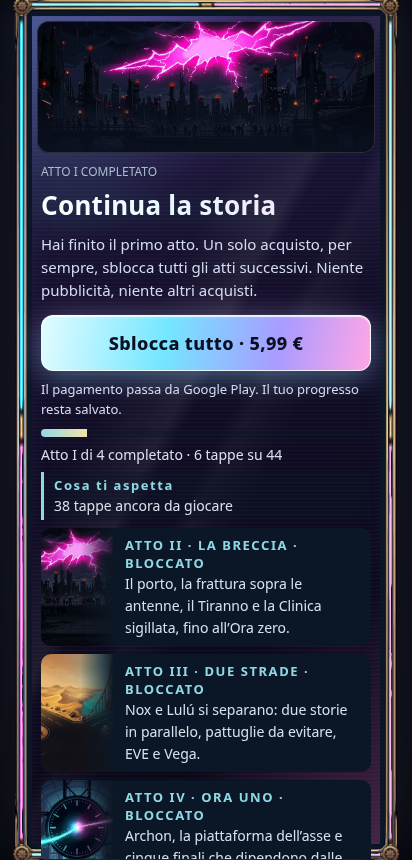 ATTO I COMPLETATO
Continua la storia
Hai finito il primo atto. Un solo acquisto, per
sempre, sblocca tutti gli atti successivi. Niente
pubblicità, niente altri acquisti.
Sblocca tutto · 5,99 €
Il pagamento passa da Google Play. Il tuo progresso
resta salvato.
Atto I di 4 completato · 6 tappe su 44
Cosa ti aspetta
38 tappe ancora da giocare
ATTO II · LA BRECCIA ·
BLOCCATO
Il porto, la frattura sopra le
antenne, il Tiranno e la Clinica
sigillata, fino all’Ora zero.
ATTO III · DUE STRADE ·
BLOCCATO
Nox e Lulú si separano: due storie
in parallelo, pattuglie da evitare,
EVE e Vega.
ATTO IV · ORA UNO ·
BLOCCATO
Archon, la piattaforma dell’asse e
cinque finali che dipendono dalle